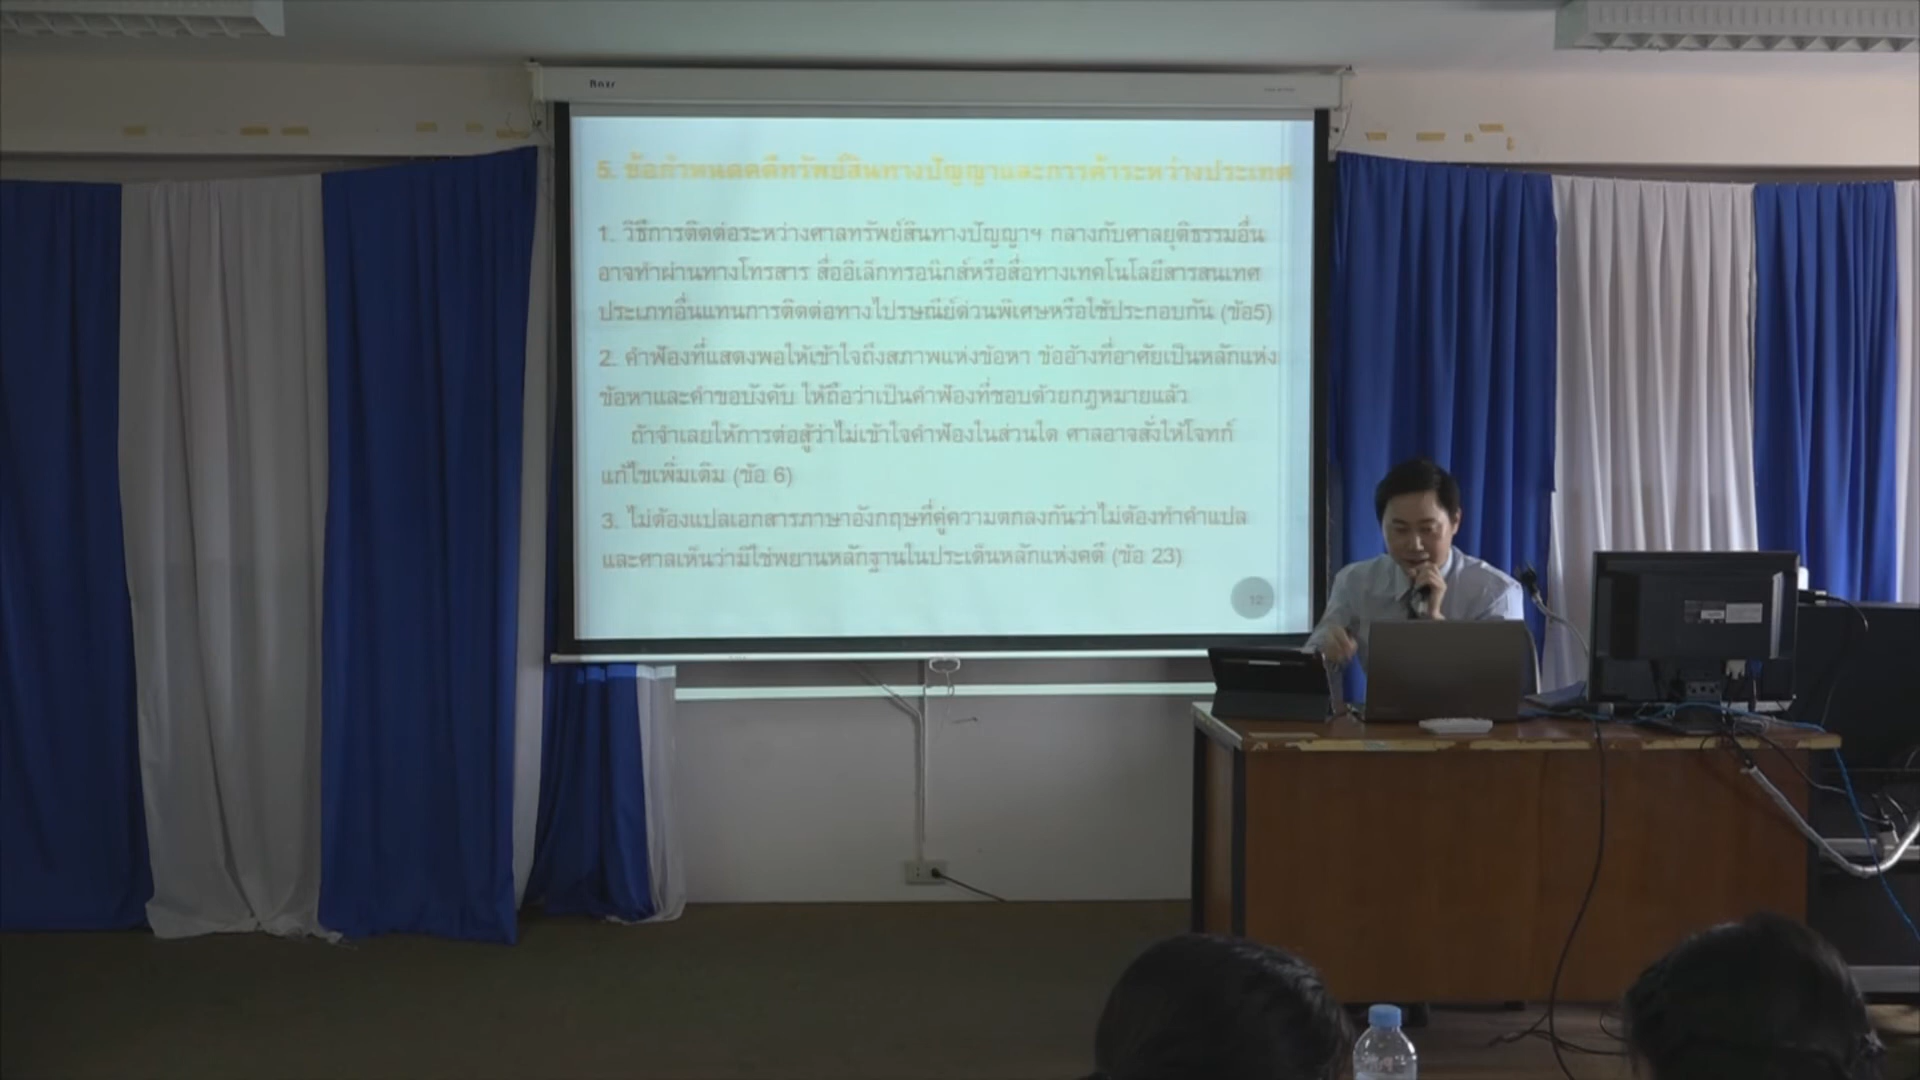 5. ข้อกำหนดคดีทรัพย์สินทางปัญญาและการค้าระหว่างประเทศ
1. วิธีการติดต่อระหว่างศาลทรัพย์สินทางปัญญาฯ กลางกับศาลยุติธรรมอื่น
อาจทำผ่านทางโทรสาร สื่ออิเล็กทรอนิกส์หรือสื่อทางเทคโนโลยีสารสนเทศ
ประเภทอื่นแทนการติดต่อทางไปรษณีย์ด่วนพิเศษหรือใช้ประกอบกัน (ข้อ5)
2. คำฟ้องที่แสดงพอให้เข้าใจถึงสภาพแห่งข้อหา ข้ออ้างที่อาศัยเป็นหลักแห่ง
ข้อหาและคำขอบังคับ ให้ถือว่าเป็นคำฟ้องที่ชอบด้วยกฎหมายแล้ว
ถ้าจำเลยให้การต่อสู้ว่าไม่เข้าใจคำฟ้องในส่วนใด ศาลอาจสั่งให้โจทก์
แก้ไขเพิ่มเติม (ข้อ 6)
3. ไม่ต้องแปลเอกสารภาษาอังกฤษที่คู่ความตกลงกันว่าไม่ต้องทำคำแปล
และศาลเห็นว่ามิใช่พยานหลักฐานในประเด็นหลักแห่งคดี (ข้อ 23)
12